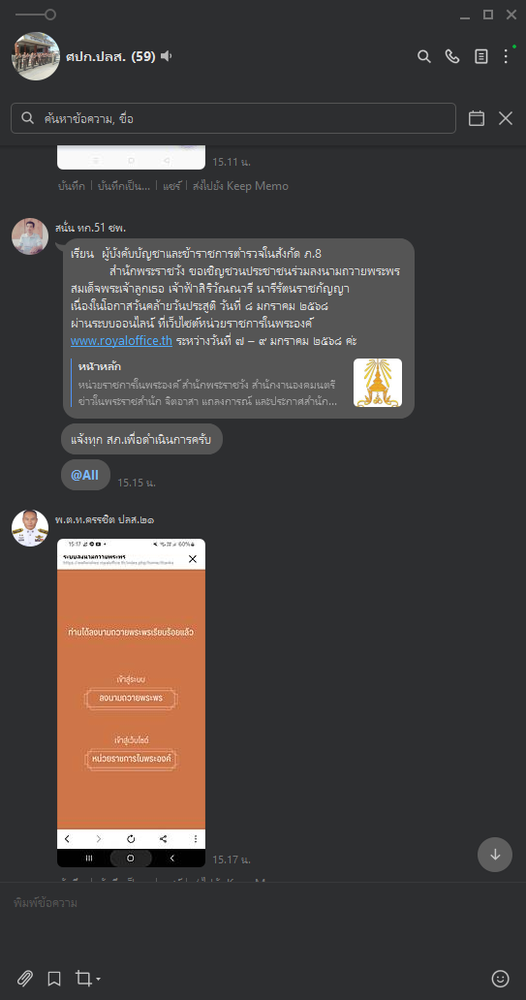 ศปก.ปลส. (59)
ค้นหาข้อความ, ชื่อ
15.11 น.
บันทึก | บันทึกเป็น... | แชร์ | ส่งไปยัง Keep Memo
สนั่น ทก.51 ชพ.
เรียน ผู้บังคับบัญชาและข้าราชการตำรวจในสังกัด ภ.8
สำนักพระราชวัง ขอเชิญชวนประชาชนร่วมลงนามถวายพระพร
สมเด็จพระเจ้าลูกเธอ เจ้าฟ้าสิริวัณณวรี นารีรัตนราชกัญญา
เนื่องในโอกาสวันคล้ายวันประสูติ วันที่ ๘ มกราคม ๒๕๖๘
ผ่านระบบออนไลน์ ที่เว็บไซต์หน่วยราชการในพระองค์
www.royaloffice.th ระหว่างวันที่ ๗ – ๙ มกราคม ๒๕๖๘ ค่ะ
หน้าหลัก
หน่วยราชการในพระองค์ สำนักพระราชวัง สำนักงานองคมนตรี
ข่าวในพระราชสำนัก จิตอาสา แถลงการณ์ และประกาศสำนัก...
แจ้งทุก สภ.เพื่อดำเนินการครับ
@All
15.15 น.
พ.ต.ท.ครรชิต ปลส.๒๑
15:17
60%
ระบบลงนามถวายพระพร
ท่านได้ลงนามถวายพระพรเรียบร้อยแล้ว
เข้าสู่ระบบ
ลงนามถวายพระพร
เข้าสู่เว็บไซต์
หน่วยราชการในพระองค์
15.17 น.
พิมพ์ข้อความ